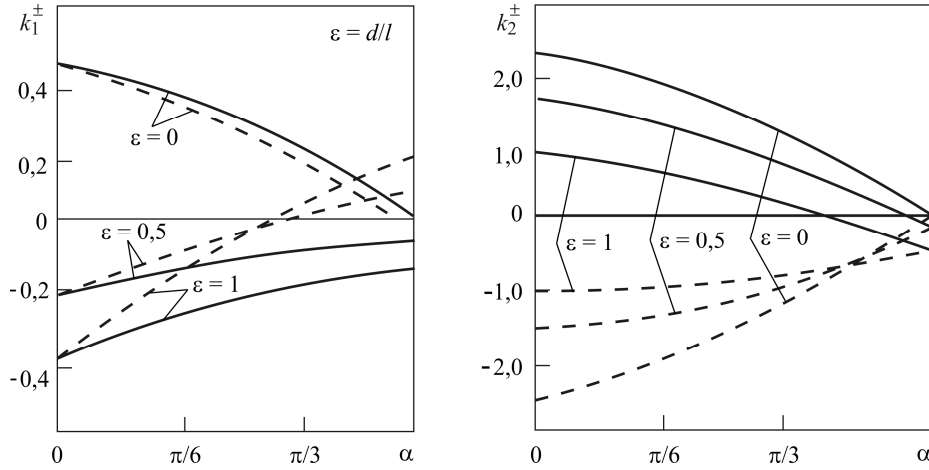 k₁±
ε = d/l
0,4
ε = 0
0,2
0
ε = 0,5
-0,2
ε = 1
-0,4
0
π/6
π/3
α
k₂±
2,0
1,0
0
ε = 1
ε = 0,5
ε = 0
-1,0
-2,0
0
π/6
π/3
α